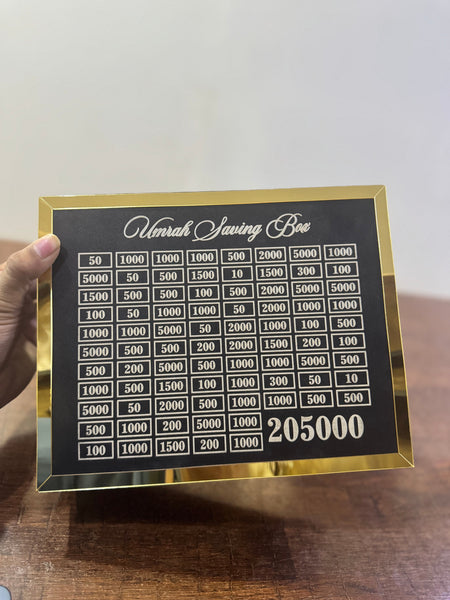 Umrah Saving Box
50 1000 1000 1000 500 2000 5000 1000
5000 50 500 1500 10 1500 300 100
1500 500 500 100 500 2000 5000 5000
100 50 1000 1000 50 2000 1000 1000
1000 1000 5000 50 2000 1000 100 500
5000 500 500 200 2000 1500 200 100
500 200 5000 5000 1000 1000 5000 500
1000 500 1500 100 1000 300 50 10
5000 50 2000 500 1000 1000 500 500
500 1000 200 5000 1000 205000
100 1000 1500 200 1000